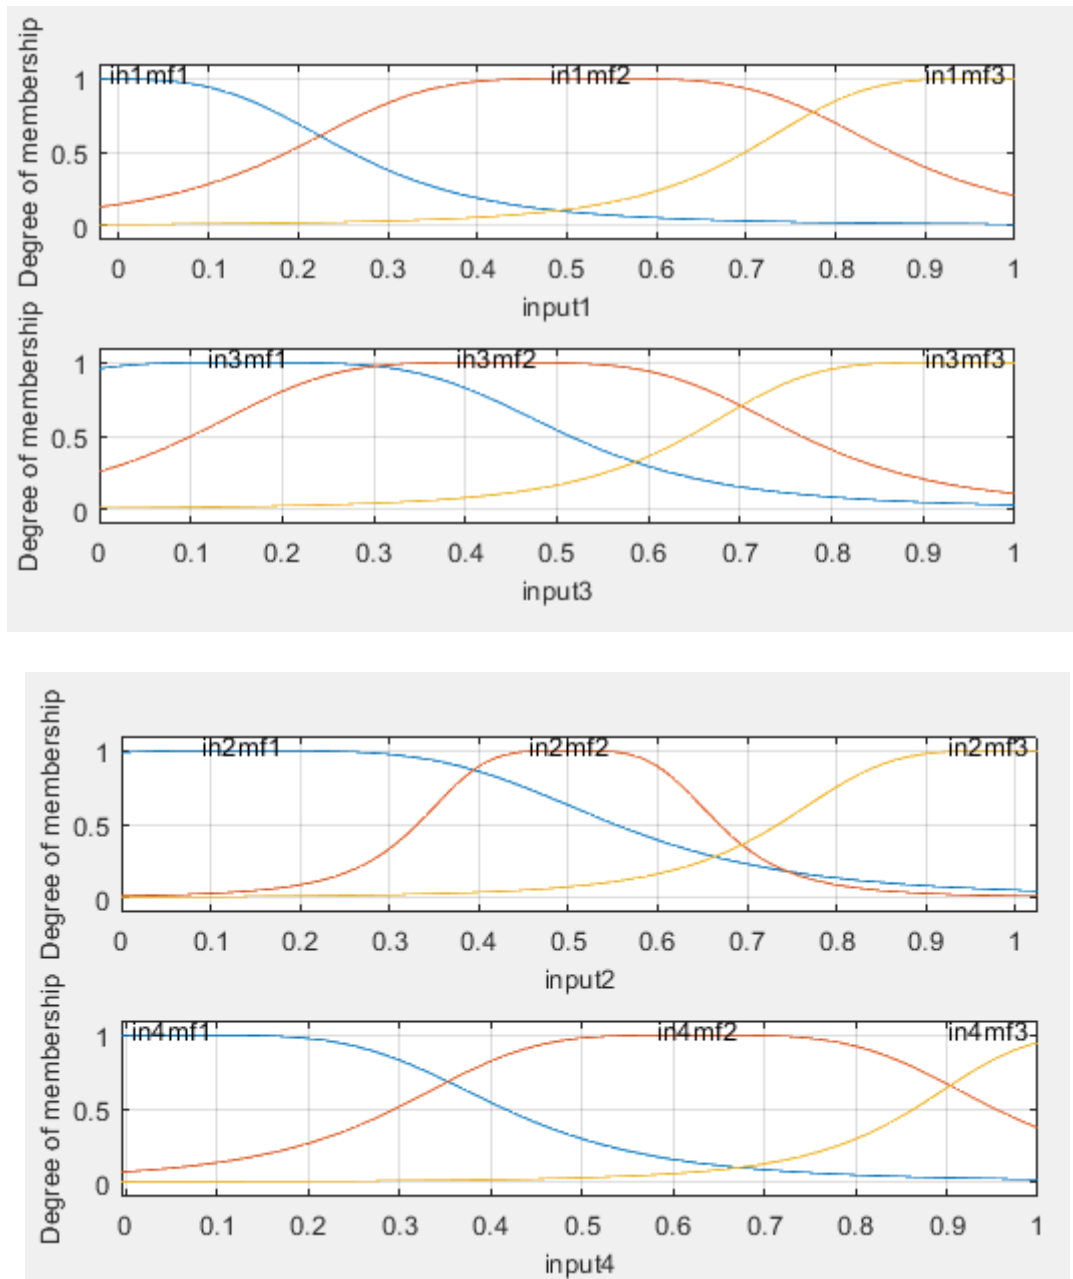 Degree of membership
1
0.5
0
in1mf1 in1mf2 in1mf3
0 0.1 0.2 0.3 0.4 0.5 0.6 0.7 0.8 0.9 1
input1
Degree of membership
1
0.5
0
in3mf1 in3mf2 in3mf3
0 0.1 0.2 0.3 0.4 0.5 0.6 0.7 0.8 0.9 1
input3
Degree of membership
1
0.5
0
in2mf1 in2mf2 in2mf3
0 0.1 0.2 0.3 0.4 0.5 0.6 0.7 0.8 0.9 1
input2
Degree of membership
1
0.5
0
in4mf1 in4mf2 in4mf3
0 0.1 0.2 0.3 0.4 0.5 0.6 0.7 0.8 0.9 1
input4